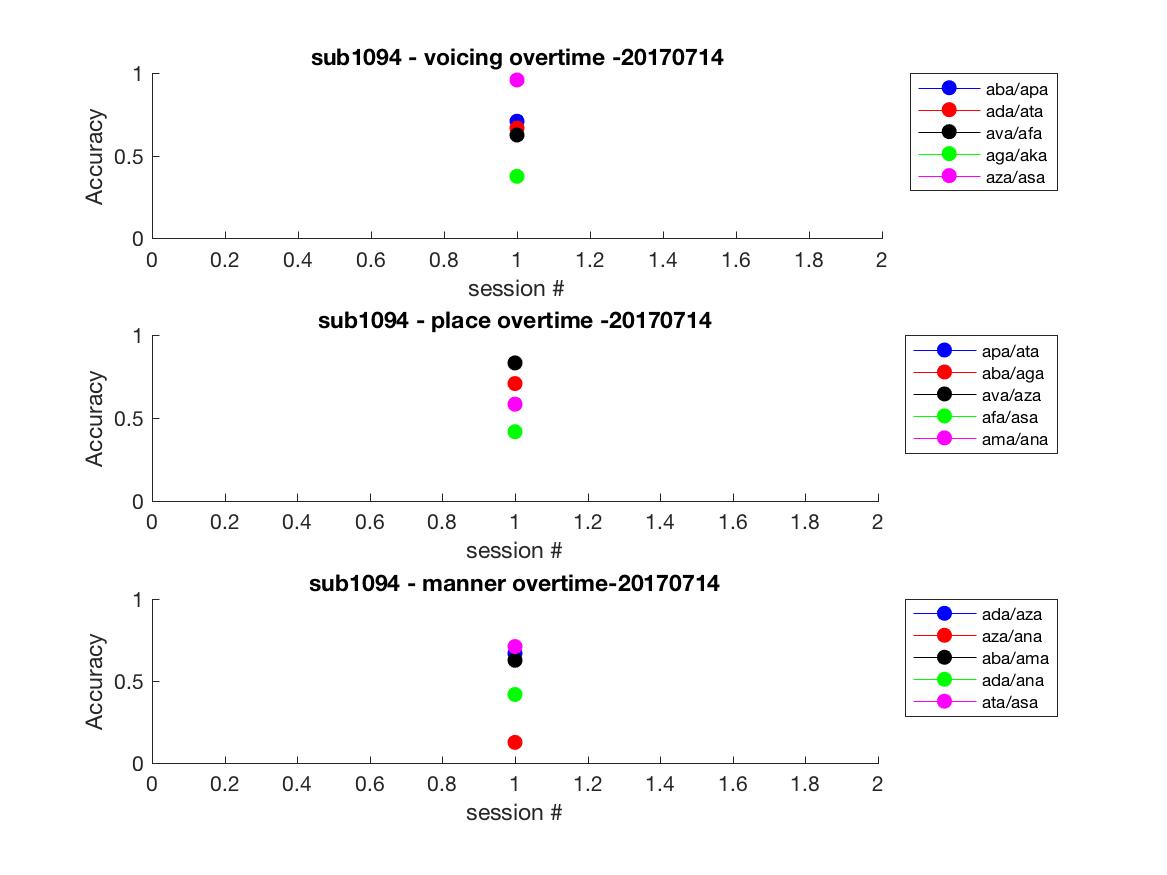 sub1094 - voicing overtime -20170714
1
0.5
0
Accuracy
0 0.2 0.4 0.6 0.8 1 1.2 1.4 1.6 1.8 2
session #
aba/apa
ada/ata
ava/afa
aga/aka
aza/asa
sub1094 - place overtime -20170714
1
0.5
0
Accuracy
0 0.2 0.4 0.6 0.8 1 1.2 1.4 1.6 1.8 2
session #
apa/ata
aba/aga
ava/aza
afa/asa
ama/ana
sub1094 - manner overtime-20170714
1
0.5
0
Accuracy
0 0.2 0.4 0.6 0.8 1 1.2 1.4 1.6 1.8 2
session #
ada/aza
aza/ana
aba/ama
ada/ana
ata/asa